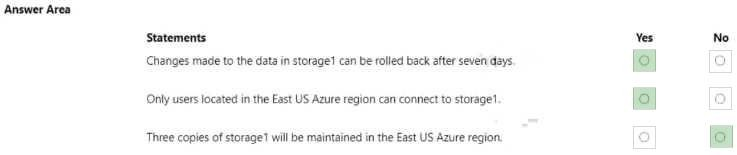 Answer Area
Statements Yes No
Changes made to the data in storage1 can be rolled back after seven days.
Only users located in the East US Azure region can connect to storage1.
Three copies of storage1 will be maintained in the East US Azure region.